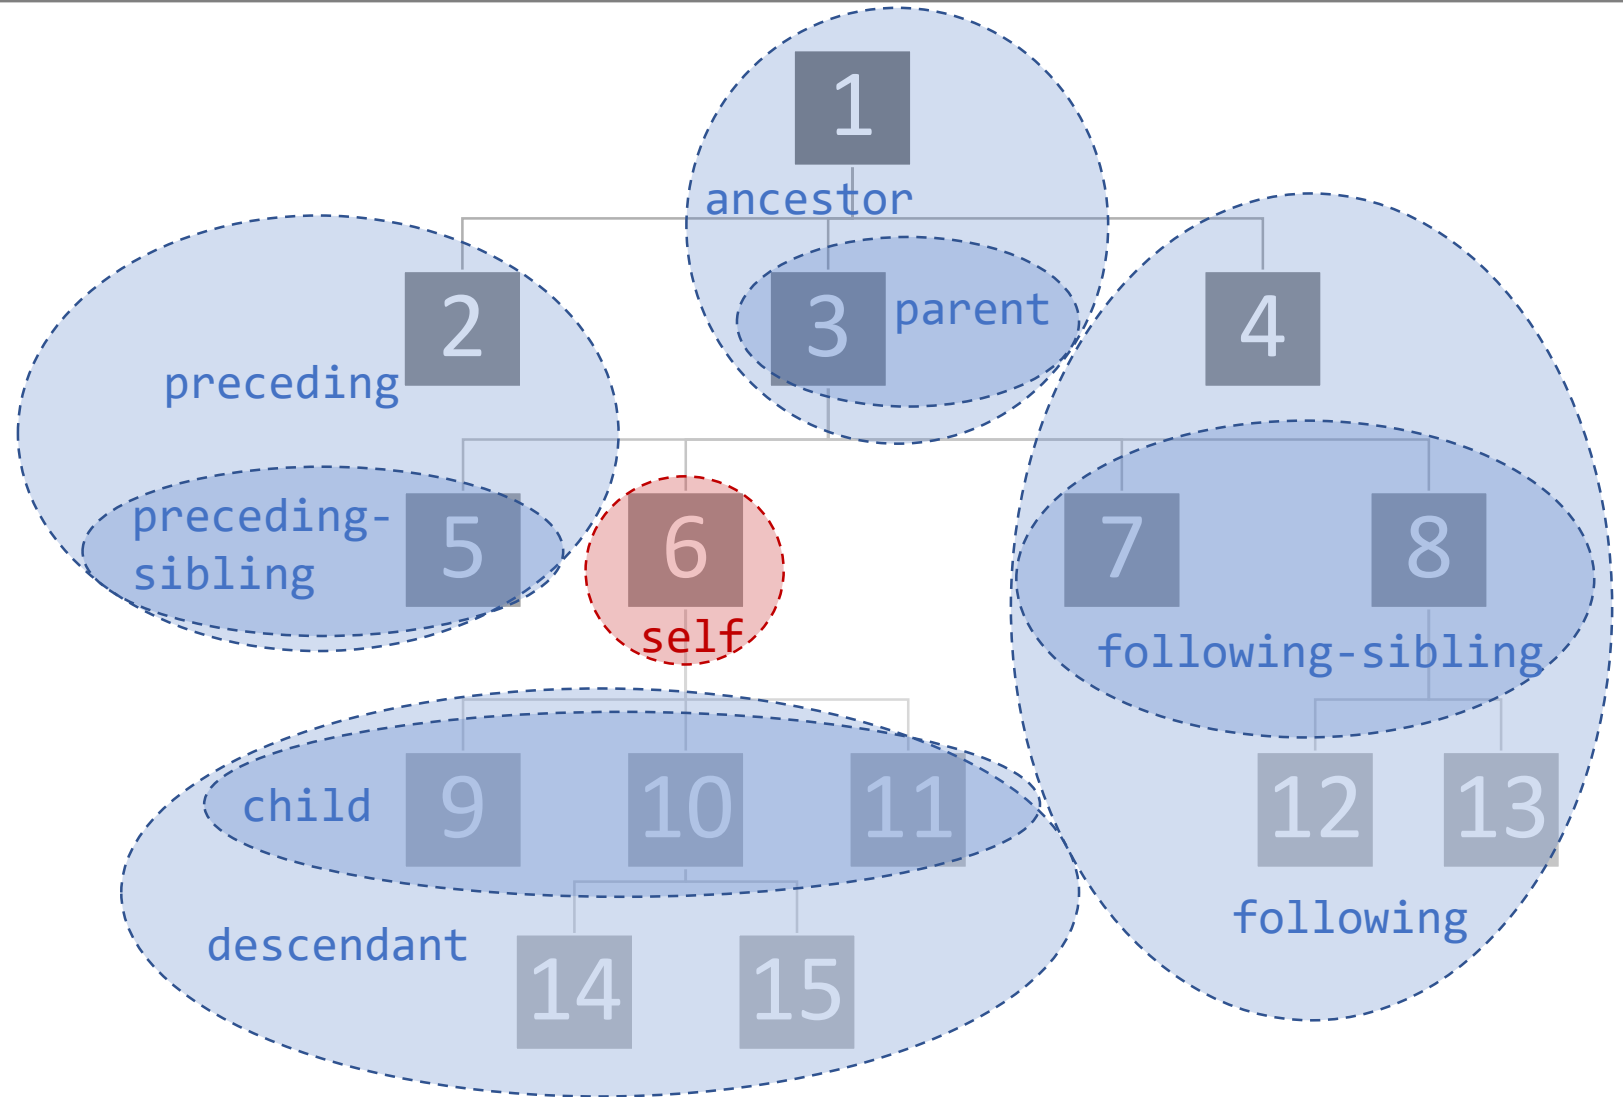 1
ancestor
2
3
parent
4
preceding
preceding-
sibling
5
6
self
7
8
following-sibling
child
9
10
11
12
13
following
descendant
14
15